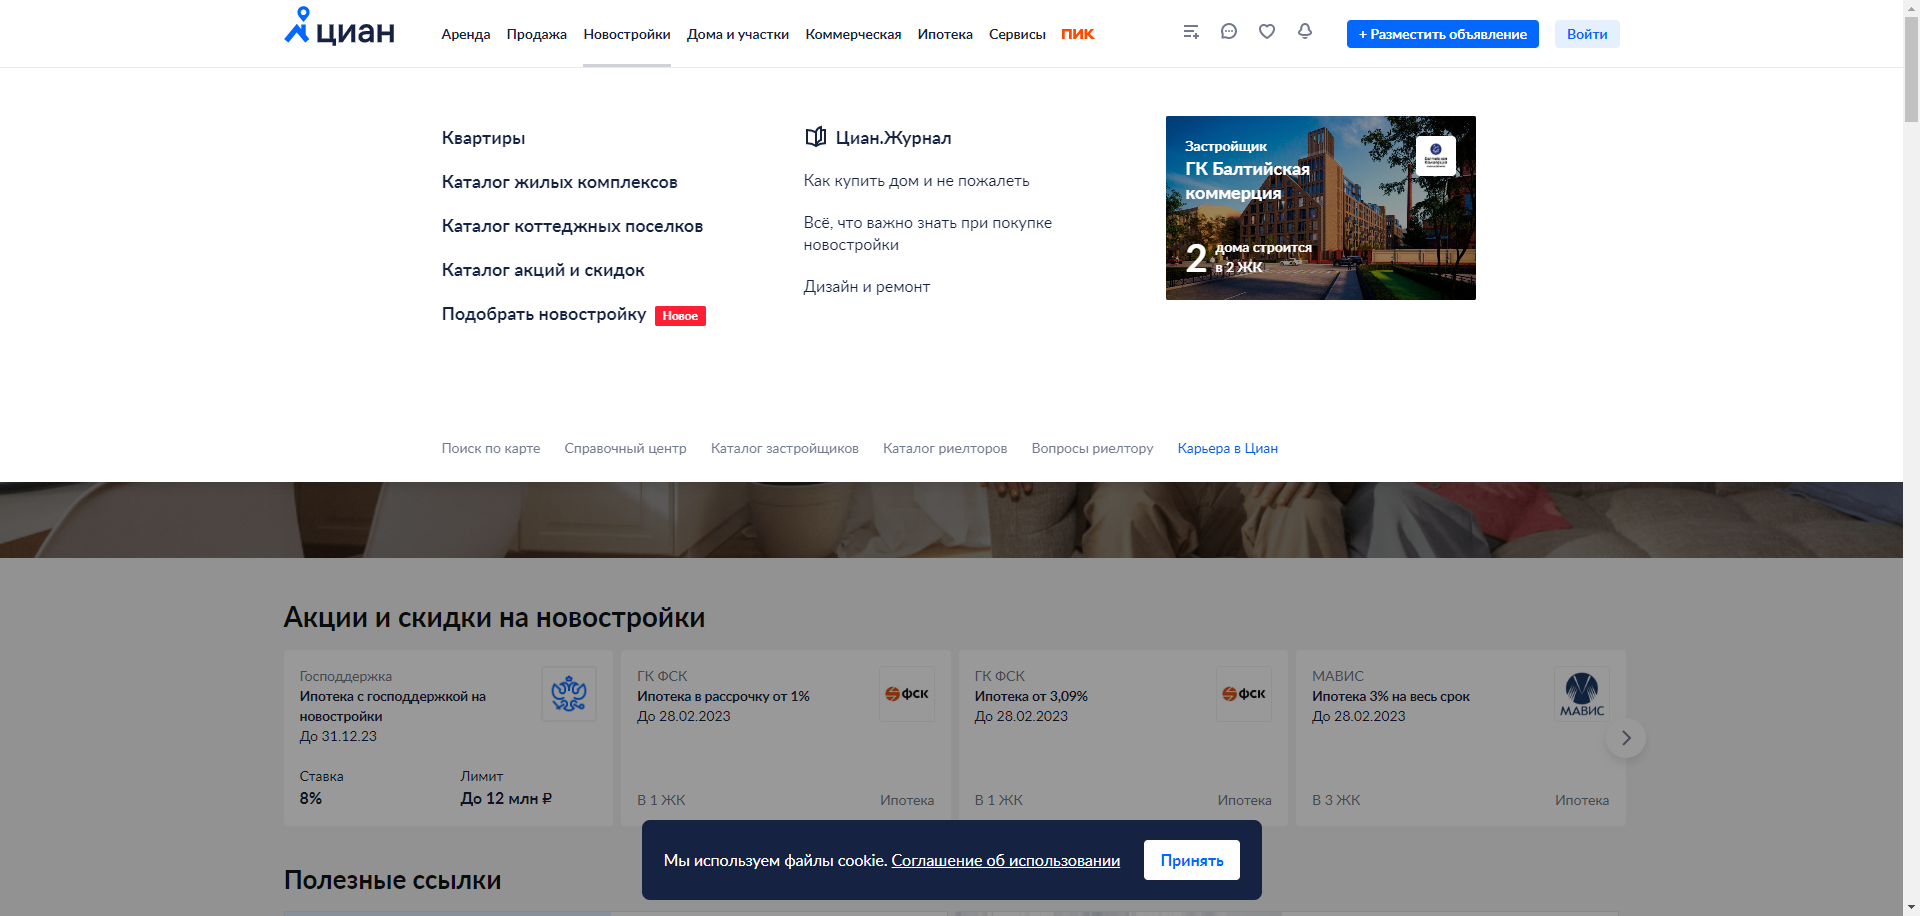 циан
Аренда Продажа Новостройки Дома и участки Коммерческая Ипотека Сервисы ПИК
+ Разместить объявление
Войти
Квартиры
Каталог жилых комплексов
Каталог коттеджных поселков
Каталог акций и скидок
Подобрать новостройку Новое
Циан.Журнал
Как купить дом и не пожалеть
Всё, что важно знать при покупке
новостройки
Дизайн и ремонт
Застройщик
ГК Балтийская
коммерция
2 дома строится
в 2 ЖК
Поиск по карте Справочный центр Каталог застройщиков Каталог риелторов Вопросы риелтору Карьера в Циан
Акции и скидки на новостройки
Господдержка
Ипотека с господдержкой на
новостройки
До 31.12.23
Ставка
8%
Лимит
До 12 млн ₽
ГК ФСК
Ипотека в рассрочку от 1%
До 28.02.2023
ФСК
В 1 ЖК
Ипотека
ГК ФСК
Ипотека от 3,09%
До 28.02.2023
ФСК
В 1 ЖК
Ипотека
МАВИС
Ипотека 3% на весь срок
До 28.02.2023
МАВИС
В 3 ЖК
Ипотека
Мы используем файлы cookie. Соглашение об использовании
Принять
Полезные ссылки